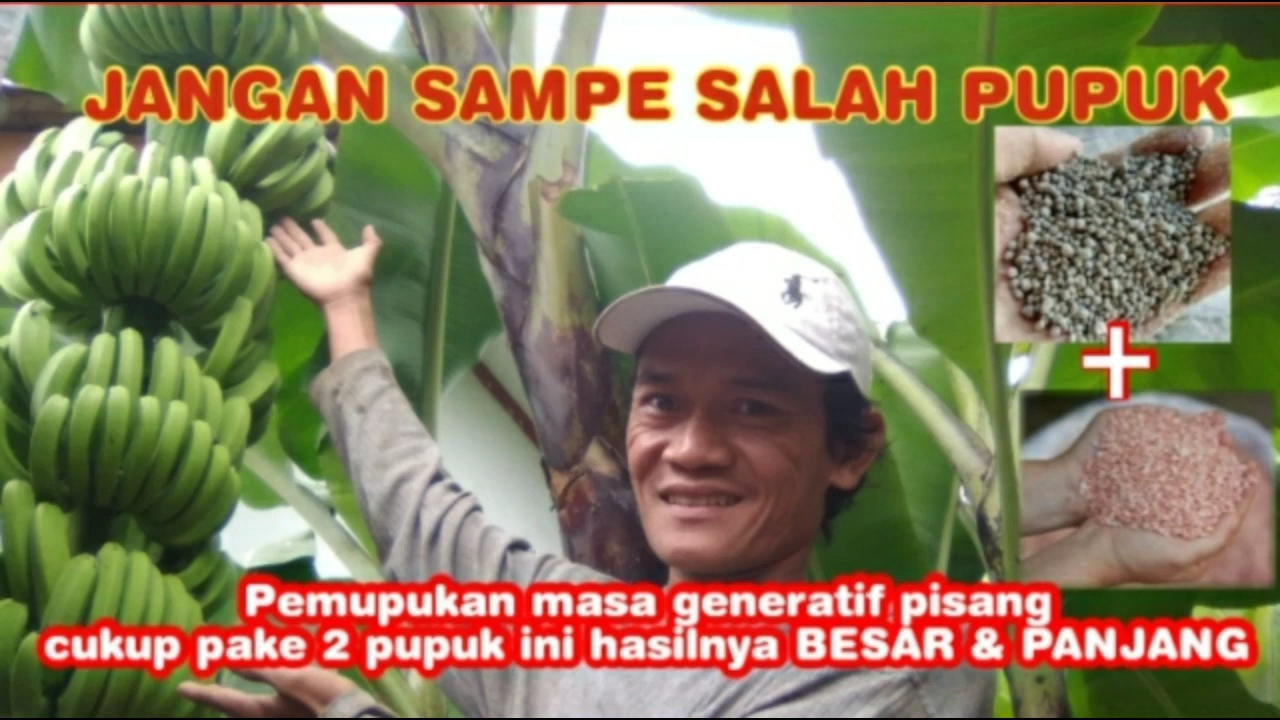 JANGAN SAMPE SALAH PUPUK
+
Pemupukan masa generatif pisang
cukup pake 2 pupuk ini hasilnya BESAR & PANJANG